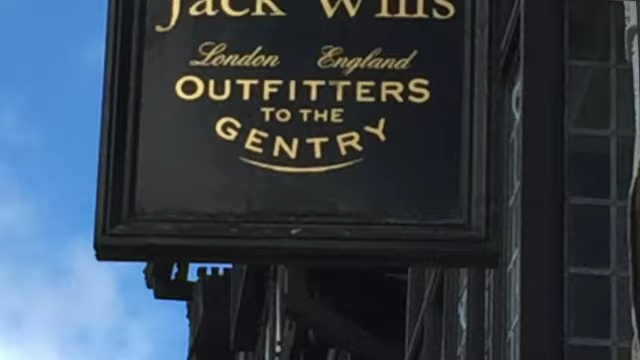 Jack Wills
London England
OUTFITTERS
TO THE
GENTRY